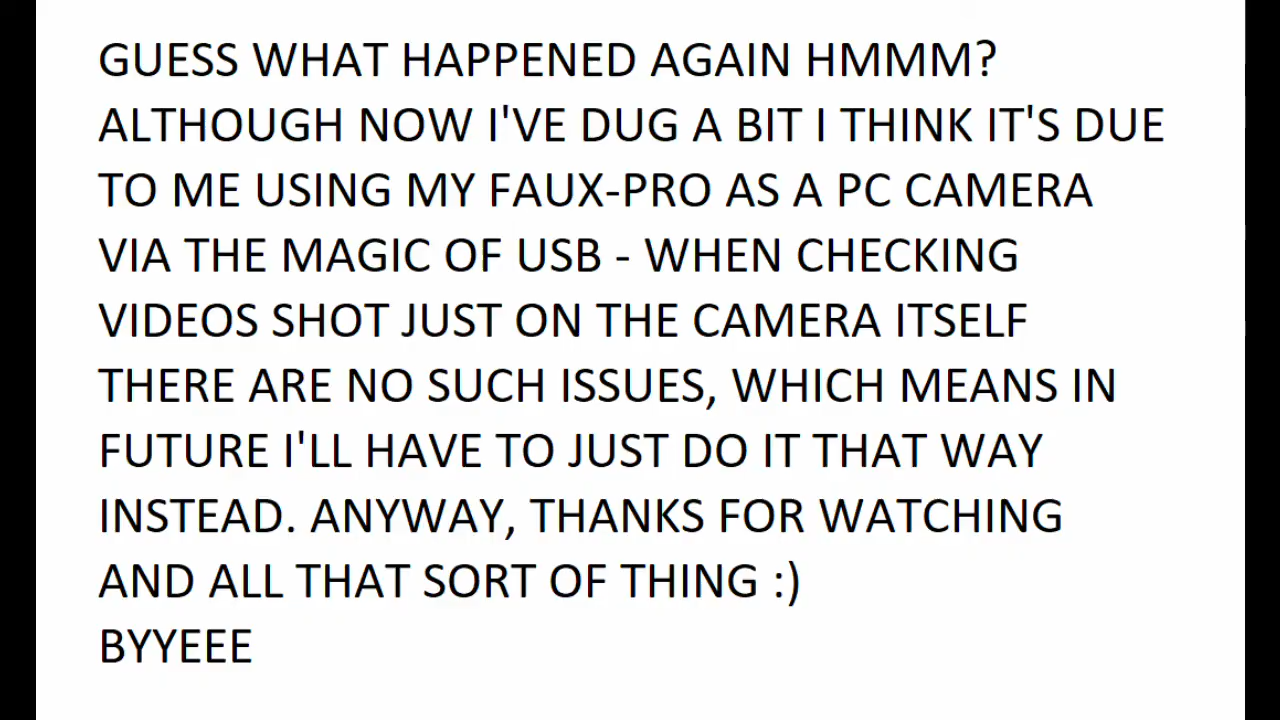 GUESS WHAT HAPPENED AGAIN HMMM?
ALTHOUGH NOW I'VE DUG A BIT I THINK IT'S DUE
TO ME USING MY FAUX-PRO AS A PC CAMERA
VIA THE MAGIC OF USB - WHEN CHECKING
VIDEOS SHOT JUST ON THE CAMERA ITSELF
THERE ARE NO SUCH ISSUES, WHICH MEANS IN
FUTURE I'LL HAVE TO JUST DO IT THAT WAY
INSTEAD. ANYWAY, THANKS FOR WATCHING
AND ALL THAT SORT OF THING :)
BYYEEE